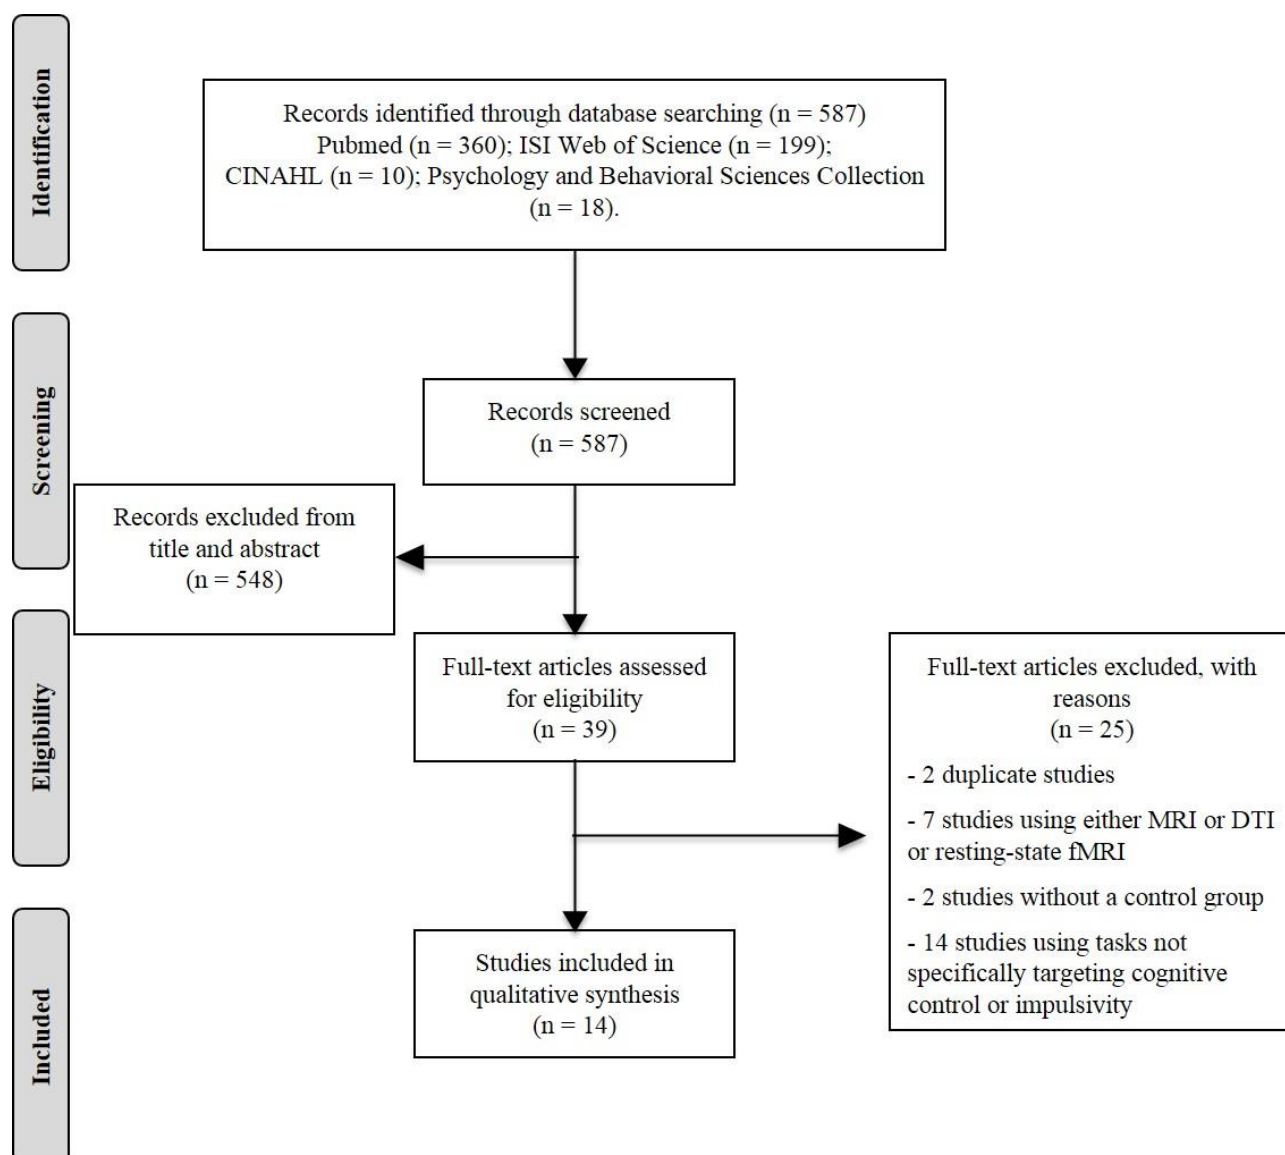 Identification
Records identified through database searching (n = 587)
Pubmed (n = 360); ISI Web of Science (n = 199);
CINAHL (n = 10); Psychology and Behavioral Sciences Collection
(n = 18).
Screening
Records screened
(n = 587)
Records excluded from
title and abstract
(n = 548)
Eligibility
Full-text articles assessed
for eligibility
(n = 39)
Full-text articles excluded, with
reasons
(n = 25)
- 2 duplicate studies
- 7 studies using either MRI or DTI
or resting-state fMRI
- 2 studies without a control group
- 14 studies using tasks not
specifically targeting cognitive
control or impulsivity
Included
Studies included in
qualitative synthesis
(n = 14)